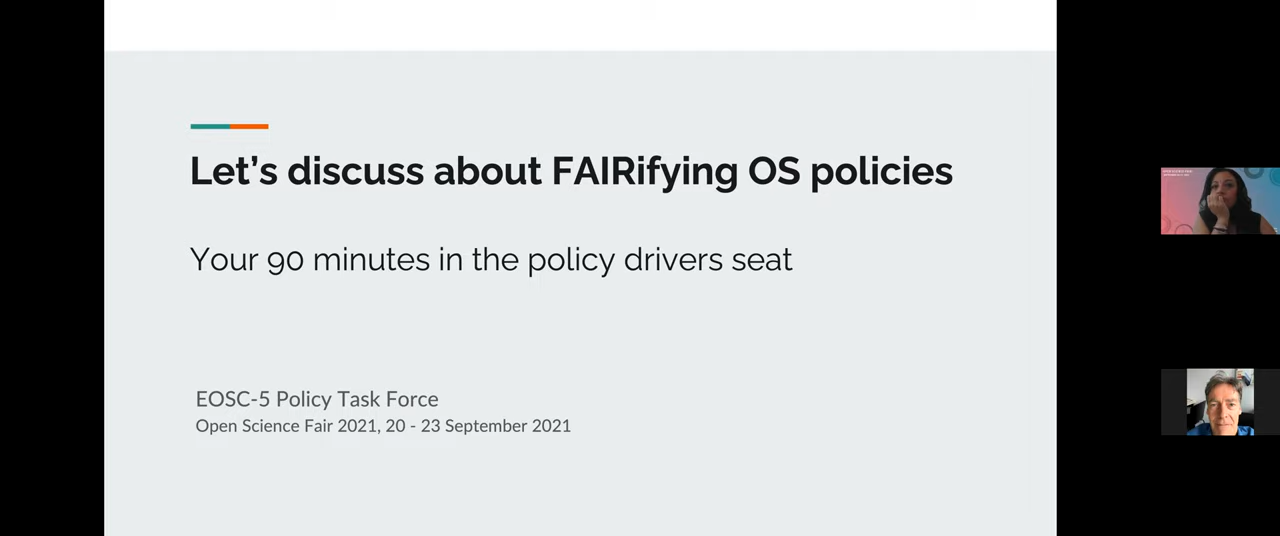 Let's discuss about FAIRifying OS policies
Your 90 minutes in the policy drivers seat
EOSC-5 Policy Task Force
Open Science Fair 2021, 20 - 23 September 2021